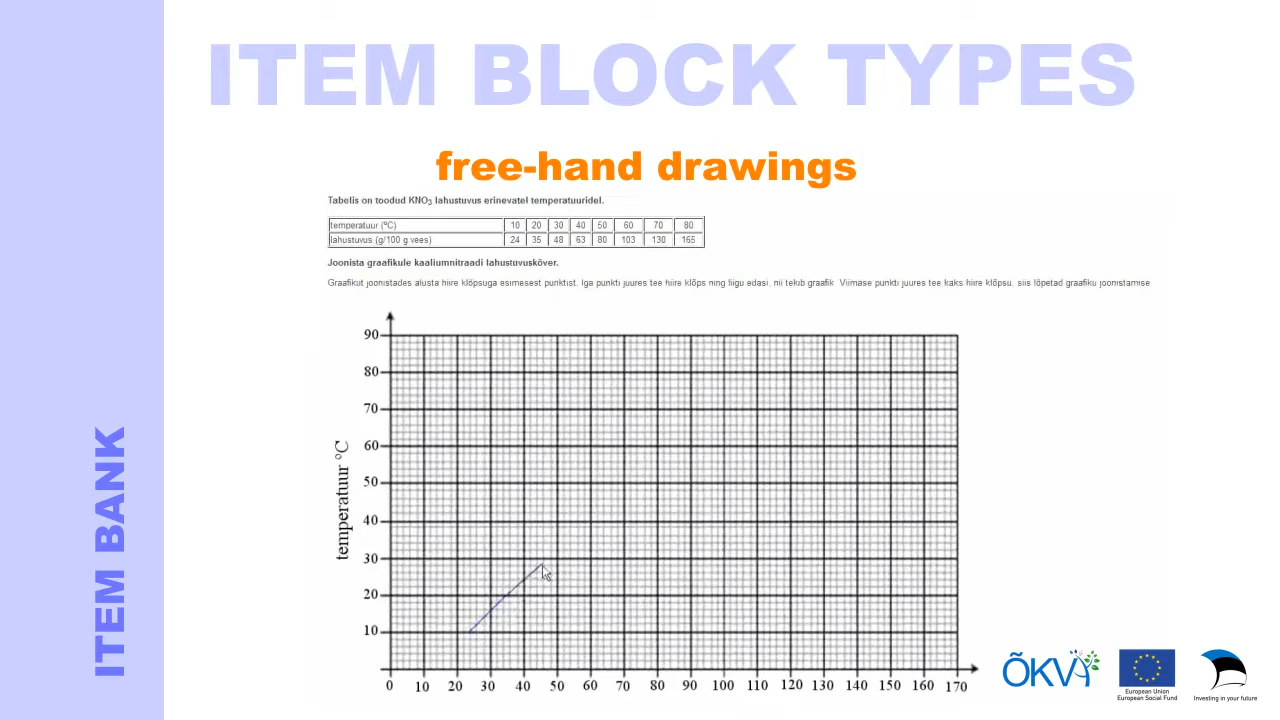 ITEM BLOCK TYPES
free-hand drawings
Tabelis on toodud KNO3 lahustuvus erinevatel temperatuuridel.
temperatuur (ºC) 10 20 30 40 50 60 70 80
lahustuvus (g/100 g vees) 24 35 48 63 80 103 130 165
Joonista graafikule kaaliumnitraadi lahustuvuskõver.
Graafikut joonistades alusta hiire klõpsuga esimesest punktist. Iga punkti juures tee hiire klõps ning liigu edasi, nii tekib graafik. Viimase punkti juures tee kaks hiire klõpsu, siis lõpetad graafiku joonistamise
90
80
70
60
50
40
30
20
10
temperatuur ºC
0 10 20 30 40 50 60 70 80 90 100 110 120 130 140 150 160 170
ITEM BANK
ÕKVA
European Union
European Social Fund
Investing in your future